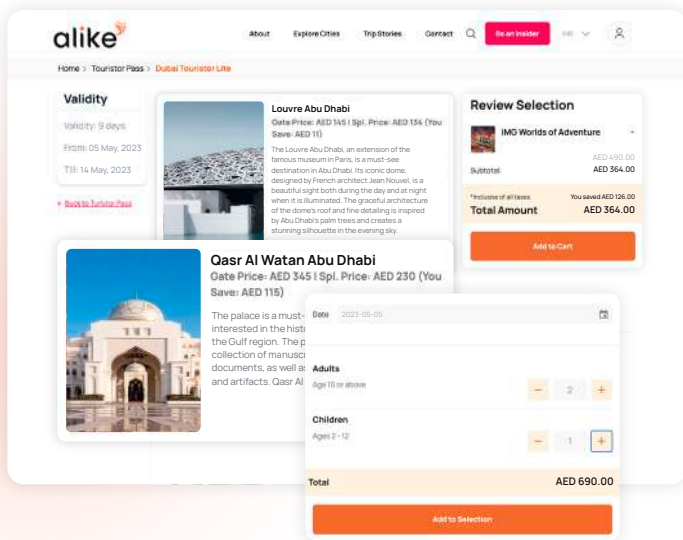 alike
About Explore Cities Trip Stories Contact Be an Insider
Home > Touristor Pass > Dubai Touristor Lite
Validity
Validity: 9 days
From: 05 May, 2023
Till: 14 May, 2023
Back to Turistor Pass
Louvre Abu Dhabi
Gate Price: AED 145 | Spl. Price: AED 134 (You
Save: AED 11)
The Louvre Abu Dhabi, an extension of the
famous museum in Paris, is a must-see
destination in Abu Dhabi. Its iconic dome,
designed by French architect Jean Nouvel, is a
beautiful sight both during the day and at night
when it is illuminated. The graceful architecture
of the dome's roof and fine detailing is inspired
by Abu Dhabi's palm trees and creates a
stunning silhouette in the evening sky.
Review Selection
IMG Worlds of Adventure
AED 490.00
Subtotal AED 364.00
*Inclusive of all taxes You saved AED 126.00
Total Amount AED 364.00
Add to Cart
Qasr Al Watan Abu Dhabi
Gate Price: AED 345 | Spl. Price: AED 230 (You
Save: AED 115)
The palace is a must-
interested in the histo
the Gulf region. The p
collection of manusc
documents, as well as
and artifacts. Qasr Al
Date 2023-05-05
Adults
Age 10 or above
2
Children
Ages 2 - 12
1
Total AED 690.00
Add to Selection